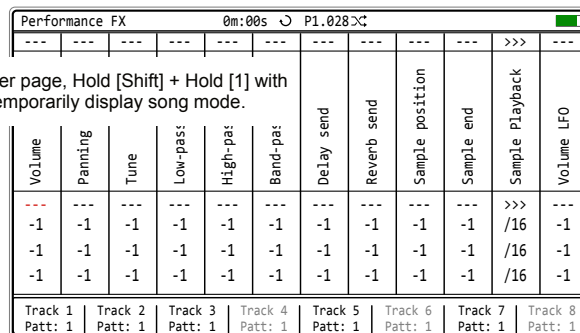 Performance FX 0m:00s P1.028
--- --- --- --- --- --- --- --- --- --- >>> ---
er page, Hold [Shift] + Hold [1] with
emporarily display song mode.
Volume
Panning
Tune
Low-pass
High-pas
Band-pas
Delay send
Reverb send
Sample position
Sample end
Sample Playback
Volume LFO
--- --- --- --- --- --- --- --- --- --- >>> ---
-1 -1 -1 -1 -1 -1 -1 -1 -1 -1 /16 -1
-1 -1 -1 -1 -1 -1 -1 -1 -1 -1 /16 -1
-1 -1 -1 -1 -1 -1 -1 -1 -1 -1 /16 -1
Track 1 Track 2 Track 3 Track 4 Track 5 Track 6 Track 7 Track 8
Patt: 1 Patt: 1 Patt: 1 Patt: 1 Patt: 1 Patt: 1 Patt: 1 Patt: 1